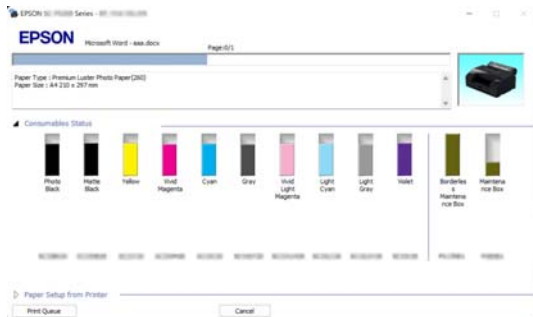 EPSON SC Series -
EPSON
Microsoft Word - aaa.docx
Page:0/1
Paper Type : Premium Luster Photo Paper(260)
Paper Size : A4 210 x 297 mm
Consumables Status
Photo Black
Matte Black
Yellow
Vivid Magenta
Cyan
Gray
Vivid Light Magenta
Light Cyan
Light Gray
Violet
Borderles s Maintena nce Box
Maintena nce Box
Paper Setup from Printer
Print Queue
Cancel